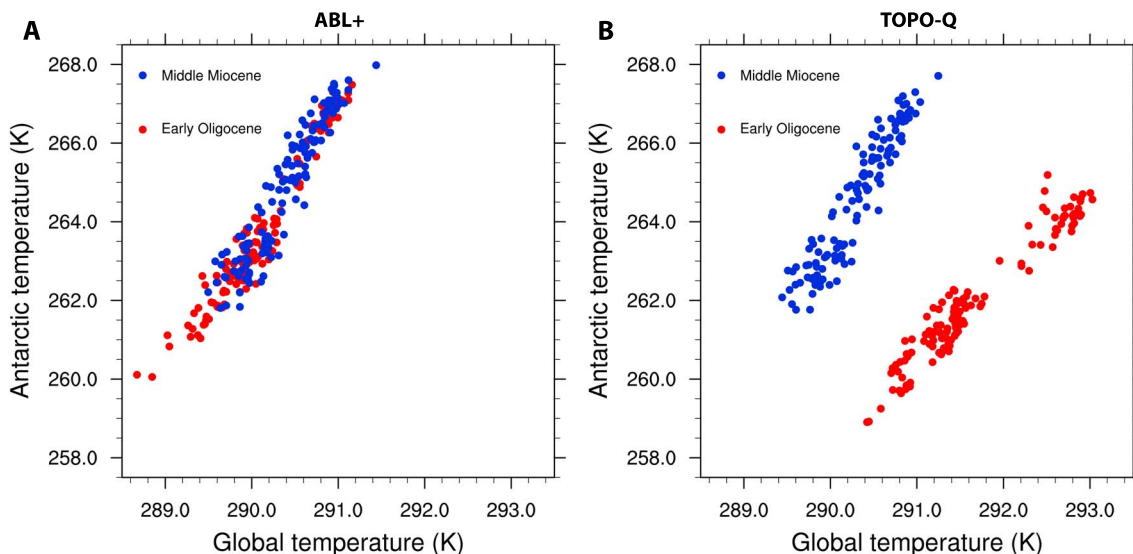 A
ABL+
Middle Miocene
Early Oligocene
Antarctic temperature (K)
268.0
266.0
264.0
262.0
260.0
258.0
289.0 290.0 291.0 292.0 293.0
Global temperature (K)
B
TOPO-Q
Middle Miocene
Early Oligocene
Antarctic temperature (K)
268.0
266.0
264.0
262.0
260.0
258.0
289.0 290.0 291.0 292.0 293.0
Global temperature (K)